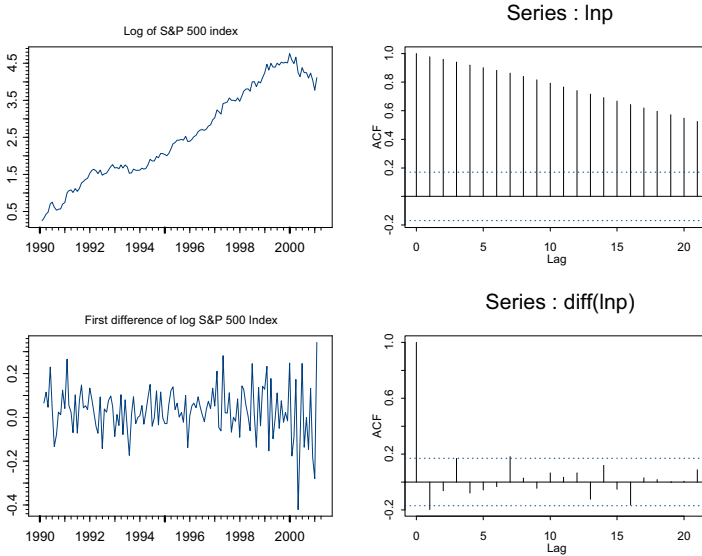 Log of S&P 500 index
4.5
3.5
2.5
1.5
0.5
1990 1992 1994 1996 1998 2000
Series : lnp
ACF
1.0
0.8
0.6
0.4
0.2
-0.2
0 5 10 15 20
Lag
First difference of log S&P 500 Index
0.2
0.0
-0.2
-0.4
1990 1992 1994 1996 1998 2000
Series : diff(lnp)
ACF
1.0
0.6
0.4
0.2
-0.2
0 5 10 15 20
Lag